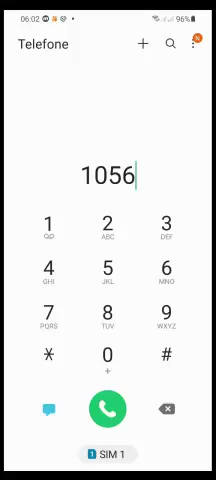 06:02 96%
Telefone N
1056
1 2 3
ABC DEF
4 5 6
GHI JKL MNO
7 8 9
PQRS TUV WXYZ
* 0 #
+
1 SIM 1